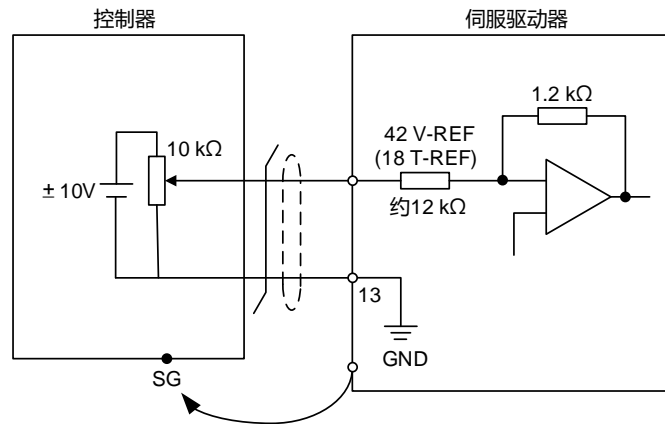 控制器
伺服驱动器
1.2 kΩ
42 V-REF
(18 T-REF)
10 kΩ
± 10V
约12 kΩ
13
GND
SG